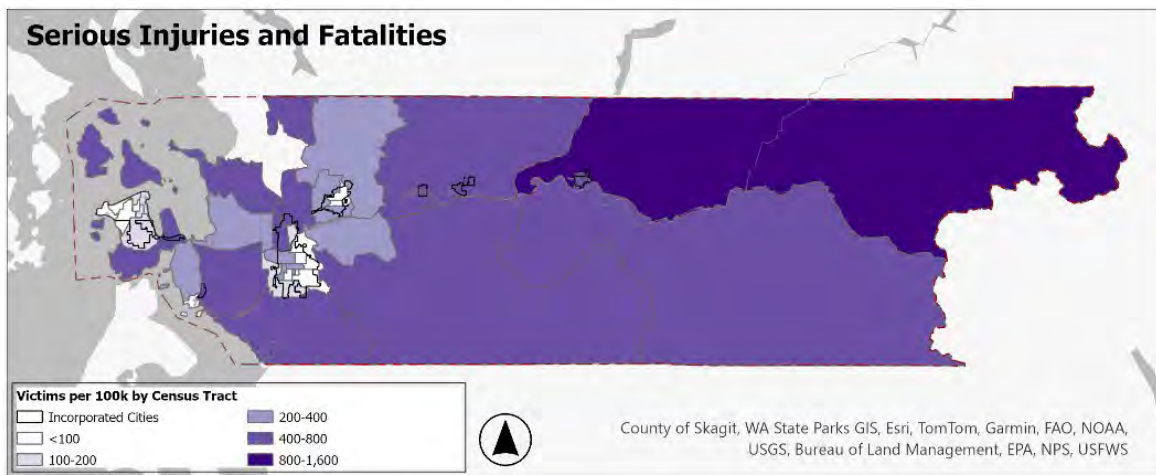 Serious Injuries and Fatalities
Victims per 100k by Census Tract
Incorporated Cities
<100
100-200
200-400
400-800
800-1,600
County of Skagit, WA State Parks GIS, Esri, TomTom, Garmin, FAO, NOAA,
USGS, Bureau of Land Management, EPA, NPS, USFWS